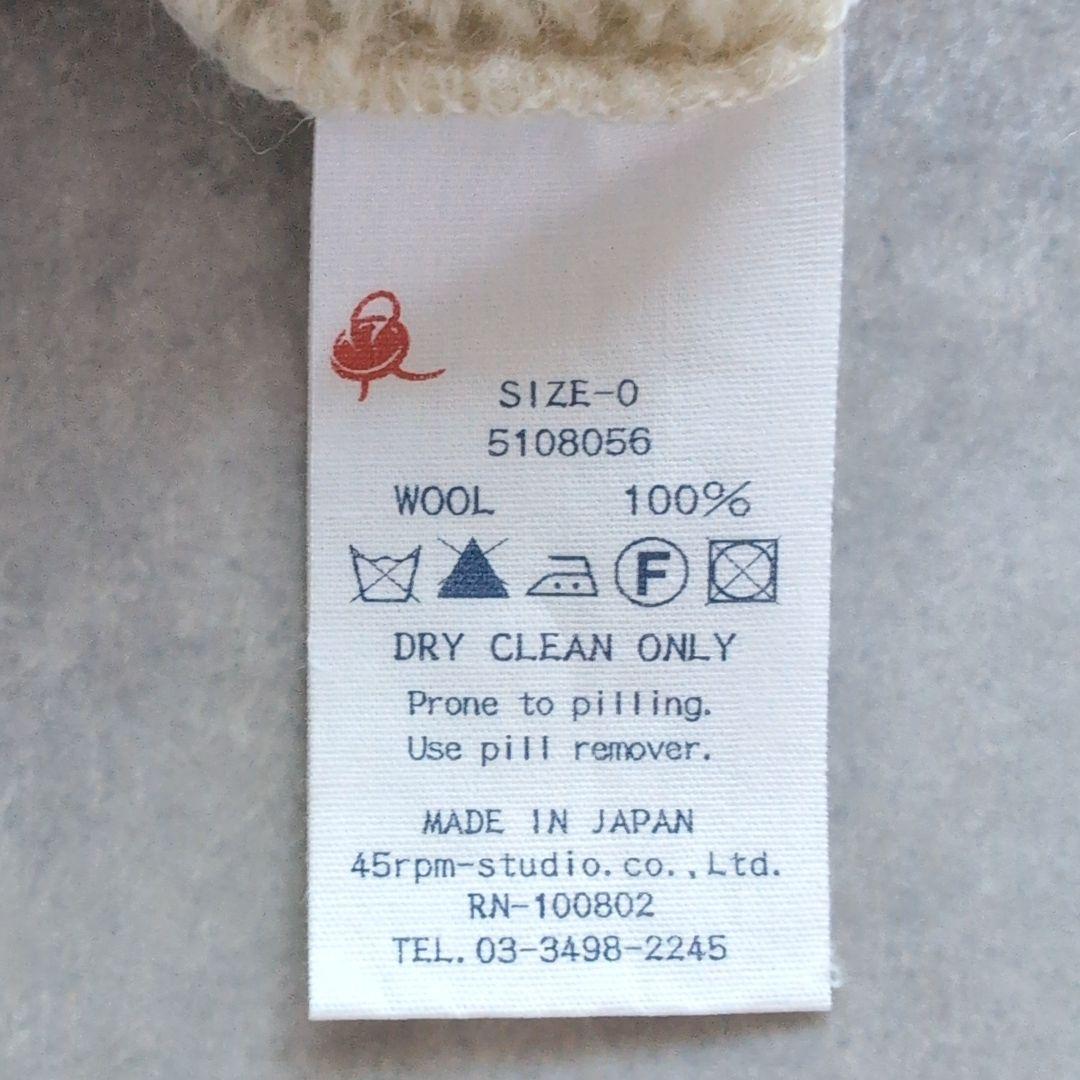 SIZE-0
5108056
WOOL 100%
F
DRY CLEAN ONLY
Prone to pilling.
Use pill remover.
MADE IN JAPAN
45rpm-studio.co.,Ltd.
RN-100802
TEL.03-3498-2245